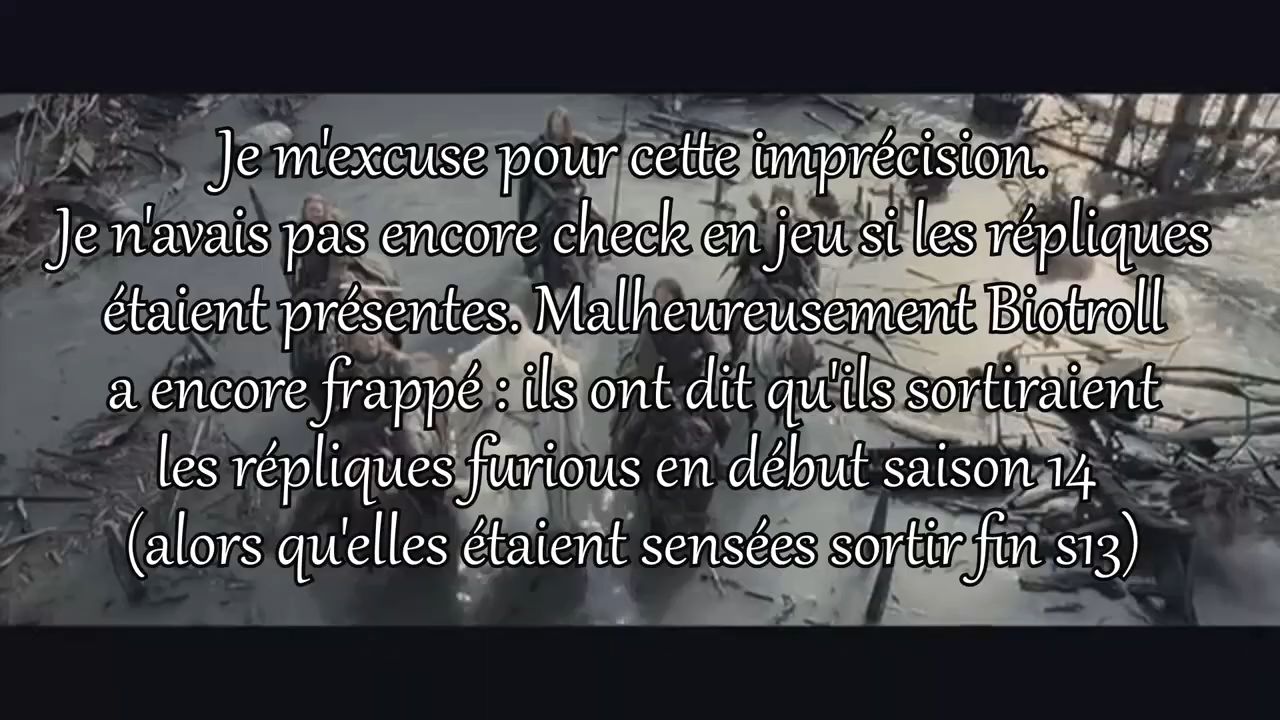 Je m'excuse pour cette imprécision.
Je n'avais pas encore check en jeu si les répliques
étaient présentes. Malheureusement Biotroll
a encore frappé : ils ont dit qu'ils sortiraient
les répliques furious en début saison 14
(alors qu'elles étaient sensées sortir fin s13)